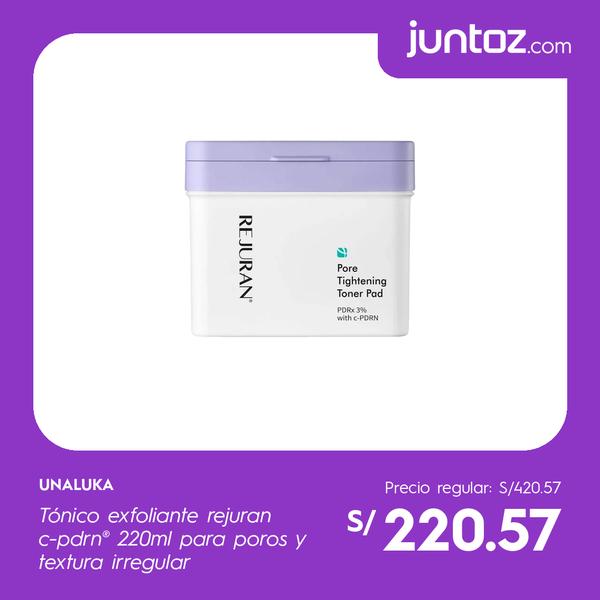 juntoz.com
REJURAN®
Pore
Tightening
Toner Pad
PDRx 3%
with c-PDRN
UNALUKA
Tónico exfoliante rejuran
c-pdrn® 220ml para poros y
textura irregular
Precio regular: S/420.57
S/ 220.57